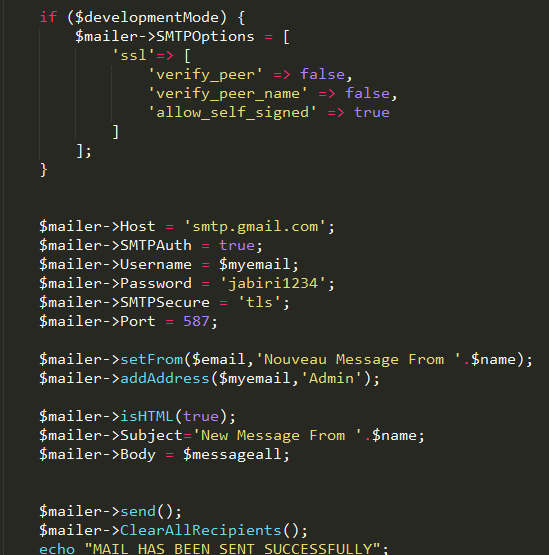 if ($developmentMode) {
$mailer->SMTPOptions = [
'ssl'=> [
'verify_peer' => false,
'verify_peer_name' => false,
'allow_self_signed' => true
]
];
}
$mailer->Host = 'smtp.gmail.com';
$mailer->SMTPAuth = true;
$mailer->Username = $myemail;
$mailer->Password = 'jabiri1234';
$mailer->SMTPSecure = 'tls';
$mailer->Port = 587;
$mailer->setFrom($email,'Nouveau Message From '.$name);
$mailer->addAddress($myemail,'Admin');
$mailer->isHTML(true);
$mailer->Subject='New Message From '.$name;
$mailer->Body = $messageall;
$mailer->send();
$mailer->ClearAllRecipients();
echo "MAIL HAS BEEN SENT SUCCESSFULLY";